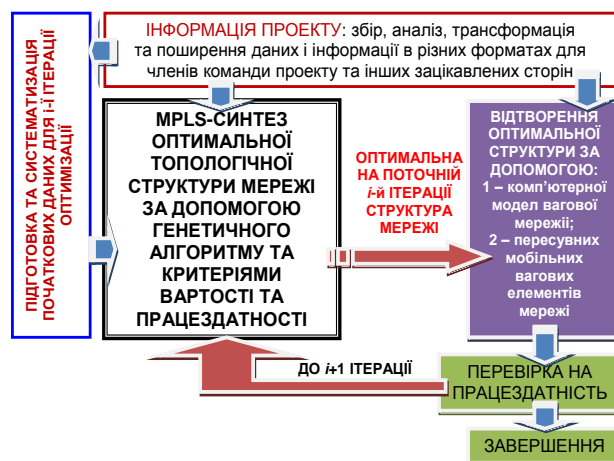 ІНФОРМАЦІЯ ПРОЕКТУ: збір, аналіз, трансформація
та поширення даних і інформації в різних форматах для
членів команди проекту та інших зацікавлених сторін
ПІДГОТОВКА ТА СИСТЕМАТИЗАЦІЯ
ПОЧАТКОВИХ ДАНИХ ДЛЯ і-Ї ІТЕРАЦІЇ
ОПТИМІЗАЦІЇ
MPLS-СИНТЕЗ
ОПТИМАЛЬНОЇ
ТОПОЛОГІЧНОЇ
СТРУКТУРИ МЕРЕЖІ
ЗА ДОПОМОГОЮ
ГЕНЕТИЧНОГО
АЛГОРИТМУ ТА
КРИТЕРІЯМИ
ВАРТОСТІ ТА
ПРАЦЕЗДАТНОСТІ
ОПТИМАЛЬНА
НА ПОТОЧНІЙ
i-й ІТЕРАЦІЇ
СТРУКТУРА
МЕРЕЖІ
ВІДТВОРЕННЯ
ОПТИМАЛЬНОЇ
СТРУКТУРИ ЗА
ДОПОМОГОЮ:
1 – комп'ютерної
модел вагової
мережії;
2 – пересувних
мобільних
вагових
елементів
мережі
ДО i+1 ІТЕРАЦІЇ
ПЕРЕВІРКА НА
ПРАЦЕЗДАТНІСТЬ
ЗАВЕРШЕННЯ